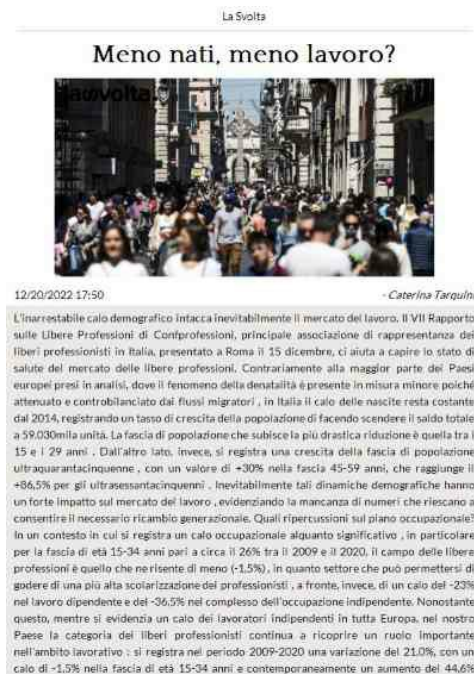 La Svolta
Meno nati, meno lavoro?
12/20/2022 17:50
- Caterina Tarquini
L'inarrestabile calo demografico intacca inevitabilmente il mercato del lavoro. Il VII Rapporto
sulle Libere Professioni di Confprofessioni, principale associazione di rappresentanza dei
liberi professionisti in Italia, presentato a Roma il 15 dicembre, ci aiuta a capire lo stato di
salute del mercato delle libere professioni. Contrariamente alla maggior parte dei Paesi
europei presi in analisi, dove il fenomeno della denatalità è presente in misura minore poiché
attenuato e controbilanciato dai flussi migratori , in Italia il calo delle nascite resta costante
dal 2014, registrando un tasso di crescita della popolazione di facendo scendere il saldo totale
a 59.030mila unità. La fascia di popolazione che subisce la più drastica riduzione è quella tra i
15 e i 29 anni . Dall'altro lato, invece, si registra una crescita della fascia di popolazione
ultraquarantacinquenne , con un valore di +30% nella fascia 45-59 anni, che raggiunge il
+86,5% per gli ultrasessantacinquenni . Inevitabilmente tali dinamiche demografiche hanno
un forte impatto sul mercato del lavoro , evidenziando la mancanza di numeri che riescano a
consentire il necessario ricambio generazionale. Quali ripercussioni sul piano occupazionale?
In un contesto in cui si registra un calo occupazionale alquanto significativo , in particolare
per la fascia di età 15-34 anni pari a circa il 26% tra il 2009 e il 2020, il campo delle libere
professioni è quello che ne risente di meno (-1,5%) , in quanto settore che può permettersi di
godere di una più alta scolarizzazione dei professionisti , a fronte, invece, di un calo del -23%
nel lavoro dipendente e del -36,5% nel complesso dell'occupazione indipendente. Nonostante
questo, mentre si evidenzia un calo dei lavoratori indipendenti in tutta Europa, nel nostro
Paese la categoria dei liberi professionisti continua a ricoprire un ruolo importante
nell'ambito lavorativo : si registra nel periodo 2009-2020 una variazione del 21,0%, con un
calo di -1,5% nella fascia di età 15-34 anni e contemporaneamente un aumento del 44,6%